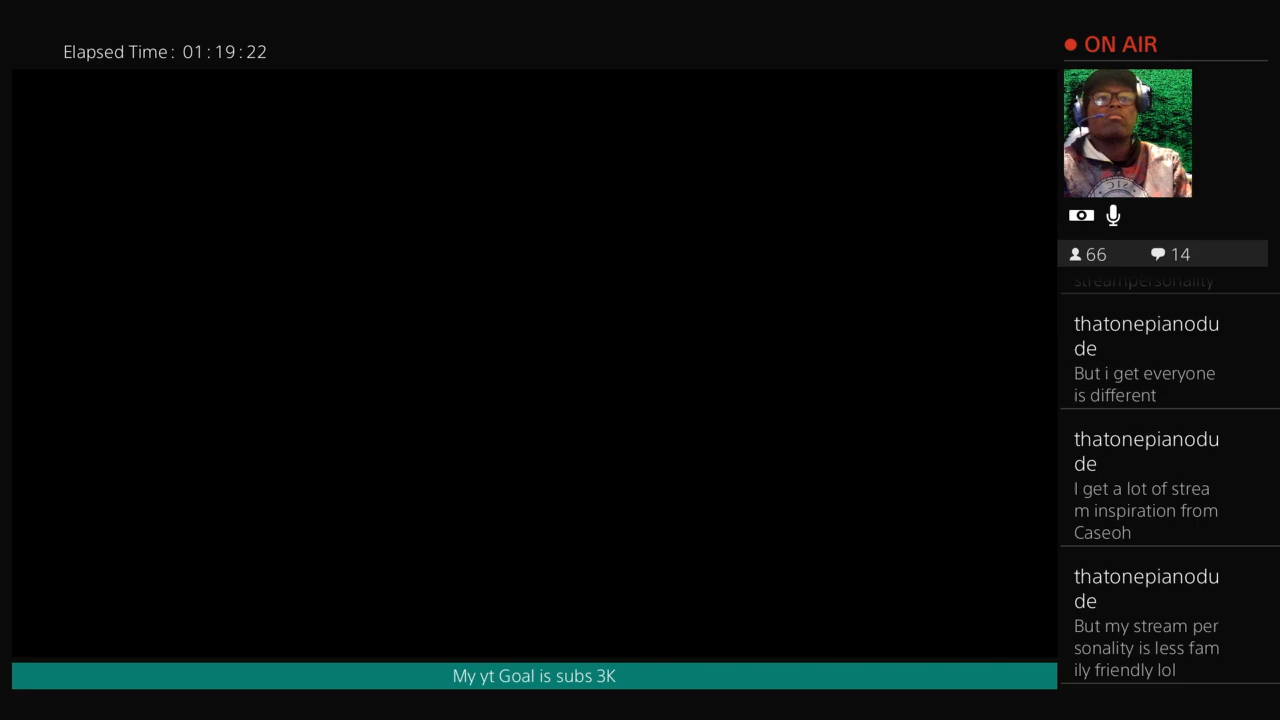 Elapsed Time: 01:19:22
ON AIR
66
14
streampersonality
thatonepianodu
de
But i get everyone
is different
thatonepianodu
de
I get a lot of strea
m inspiration from
Caseoh
thatonepianodu
de
But my stream per
sonality is less fam
ily friendly lol
My yt Goal is subs 3K